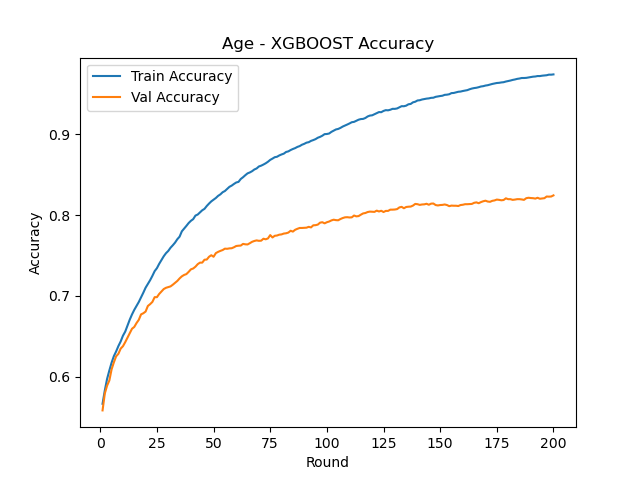 Age - XGBOOST Accuracy
Train Accuracy
Val Accuracy
Accuracy
0.9
0.8
0.7
0.6
0 25 50 75 100 125 150 175 200
Round